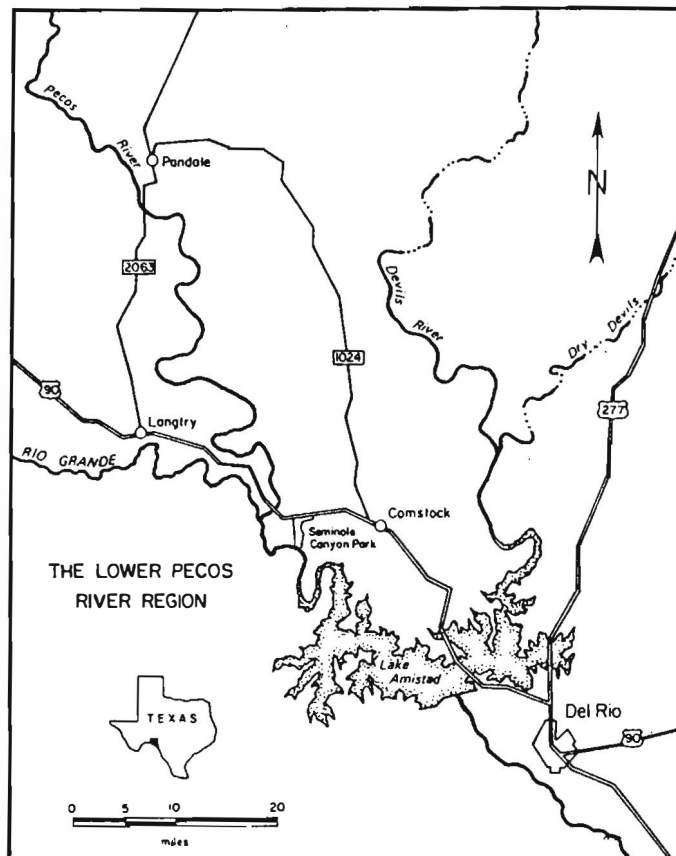 Pecos
River
Pandale
N
2063
Devils
River
Dry Devils
1024
90
277
Langtry
RIO GRANDE
Comstock
Seminole
Canyon Park
THE LOWER PECOS
RIVER REGION
Lake
Amistad
Del Rio
TEXAS
90
0 5 10 20
miles